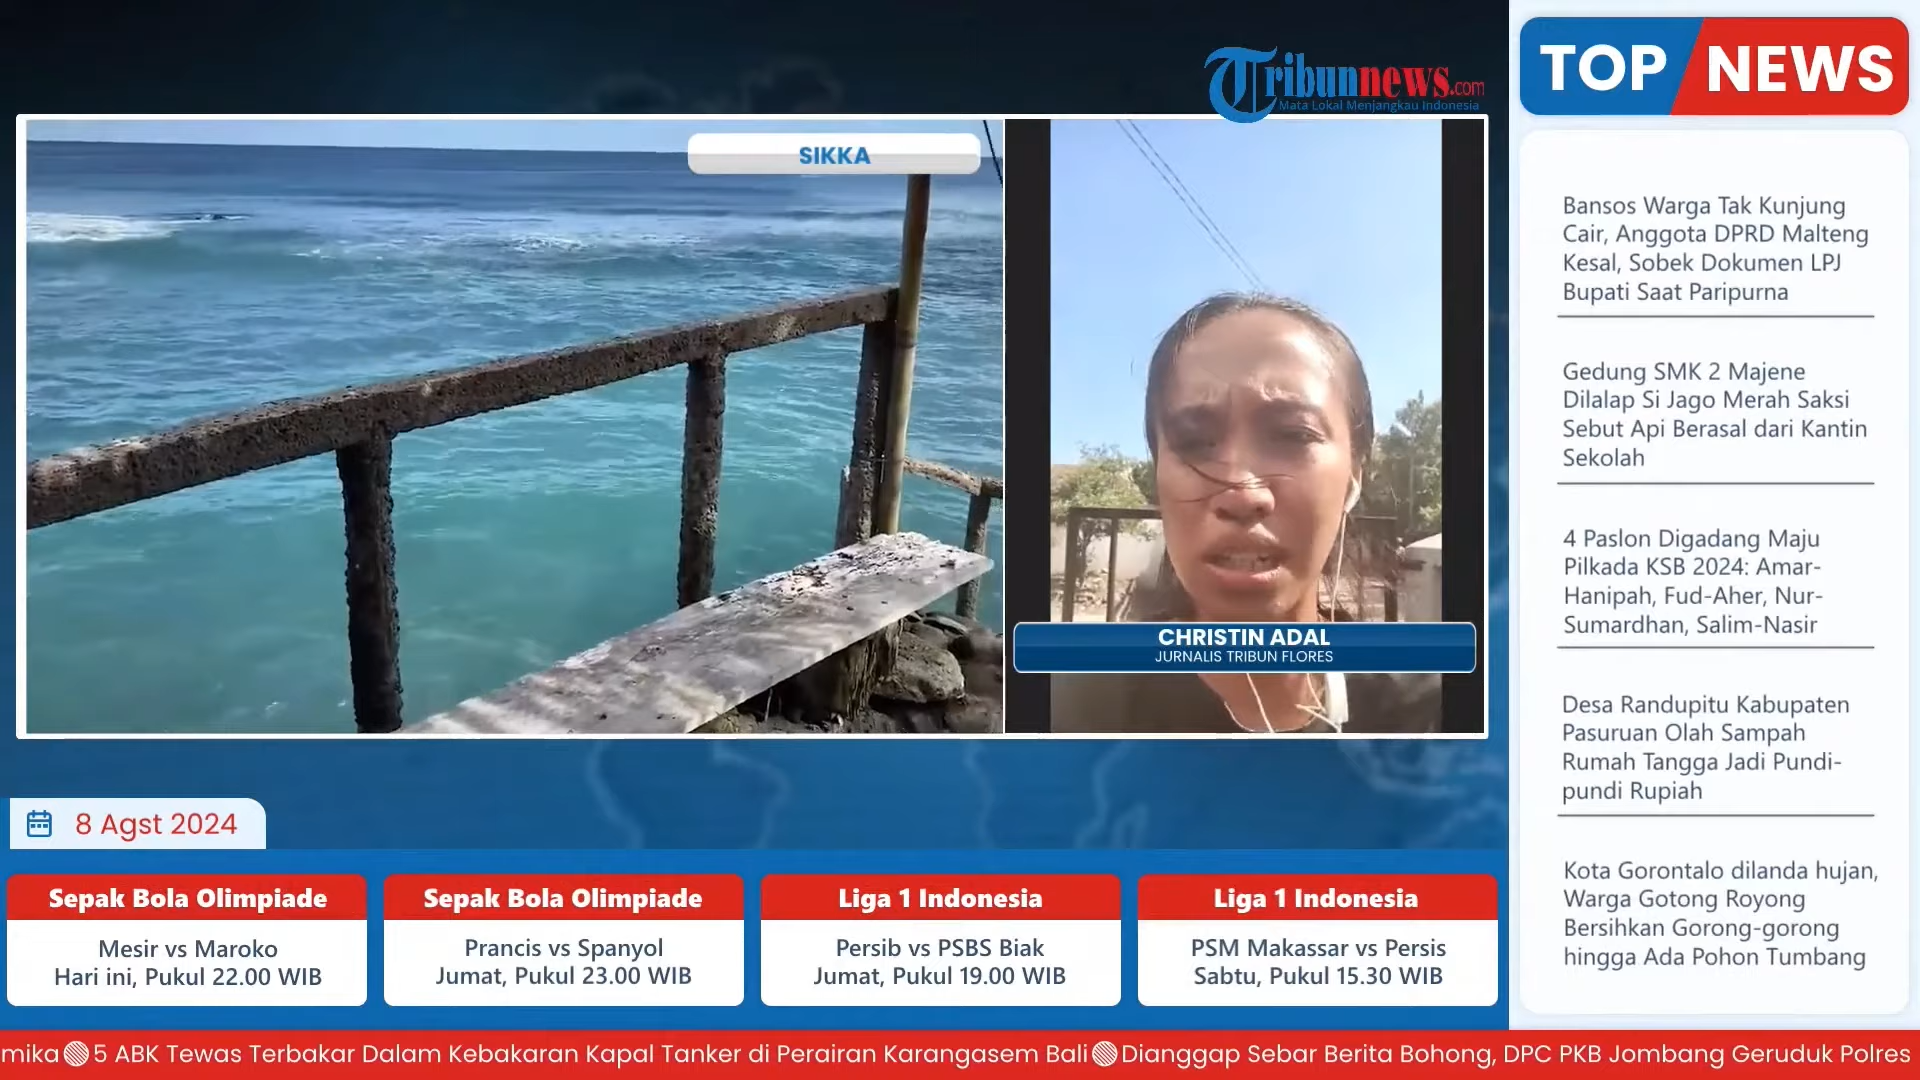 Tribunnews.com
Mata Lokal Menjangkau Indonesia
TOP NEWS
SIKKA
CHRISTIN ADAL
JURNALIS TRIBUN FLORES
Bansos Warga Tak Kunjung
Cair, Anggota DPRD Malteng
Kesal, Sobek Dokumen LPJ
Bupati Saat Paripurna
Gedung SMK 2 Majene
Dilalap Si Jago Merah Saksi
Sebut Api Berasal dari Kantin
Sekolah
4 Paslon Digadang Maju
Pilkada KSB 2024: Amar-
Hanipah, Fud-Aher, Nur-
Sumardhan, Salim-Nasir
Desa Randupitu Kabupaten
Pasuruan Olah Sampah
Rumah Tangga Jadi Pundi-
pundi Rupiah
Kota Gorontalo dilanda hujan,
Warga Gotong Royong
Bersihkan Gorong-gorong
hingga Ada Pohon Tumbang
8 Agst 2024
Sepak Bola Olimpiade
Mesir vs Maroko
Hari ini, Pukul 22.00 WIB
Sepak Bola Olimpiade
Prancis vs Spanyol
Jumat, Pukul 23.00 WIB
Liga 1 Indonesia
Persib vs PSBS Biak
Jumat, Pukul 19.00 WIB
Liga 1 Indonesia
PSM Makassar vs Persis
Sabtu, Pukul 15.30 WIB
mika 5 ABK Tewas Terbakar Dalam Kebakaran Kapal Tanker di Perairan Karangasem Bali Dianggap Sebar Berita Bohong, DPC PKB Jombang Geruduk Polres